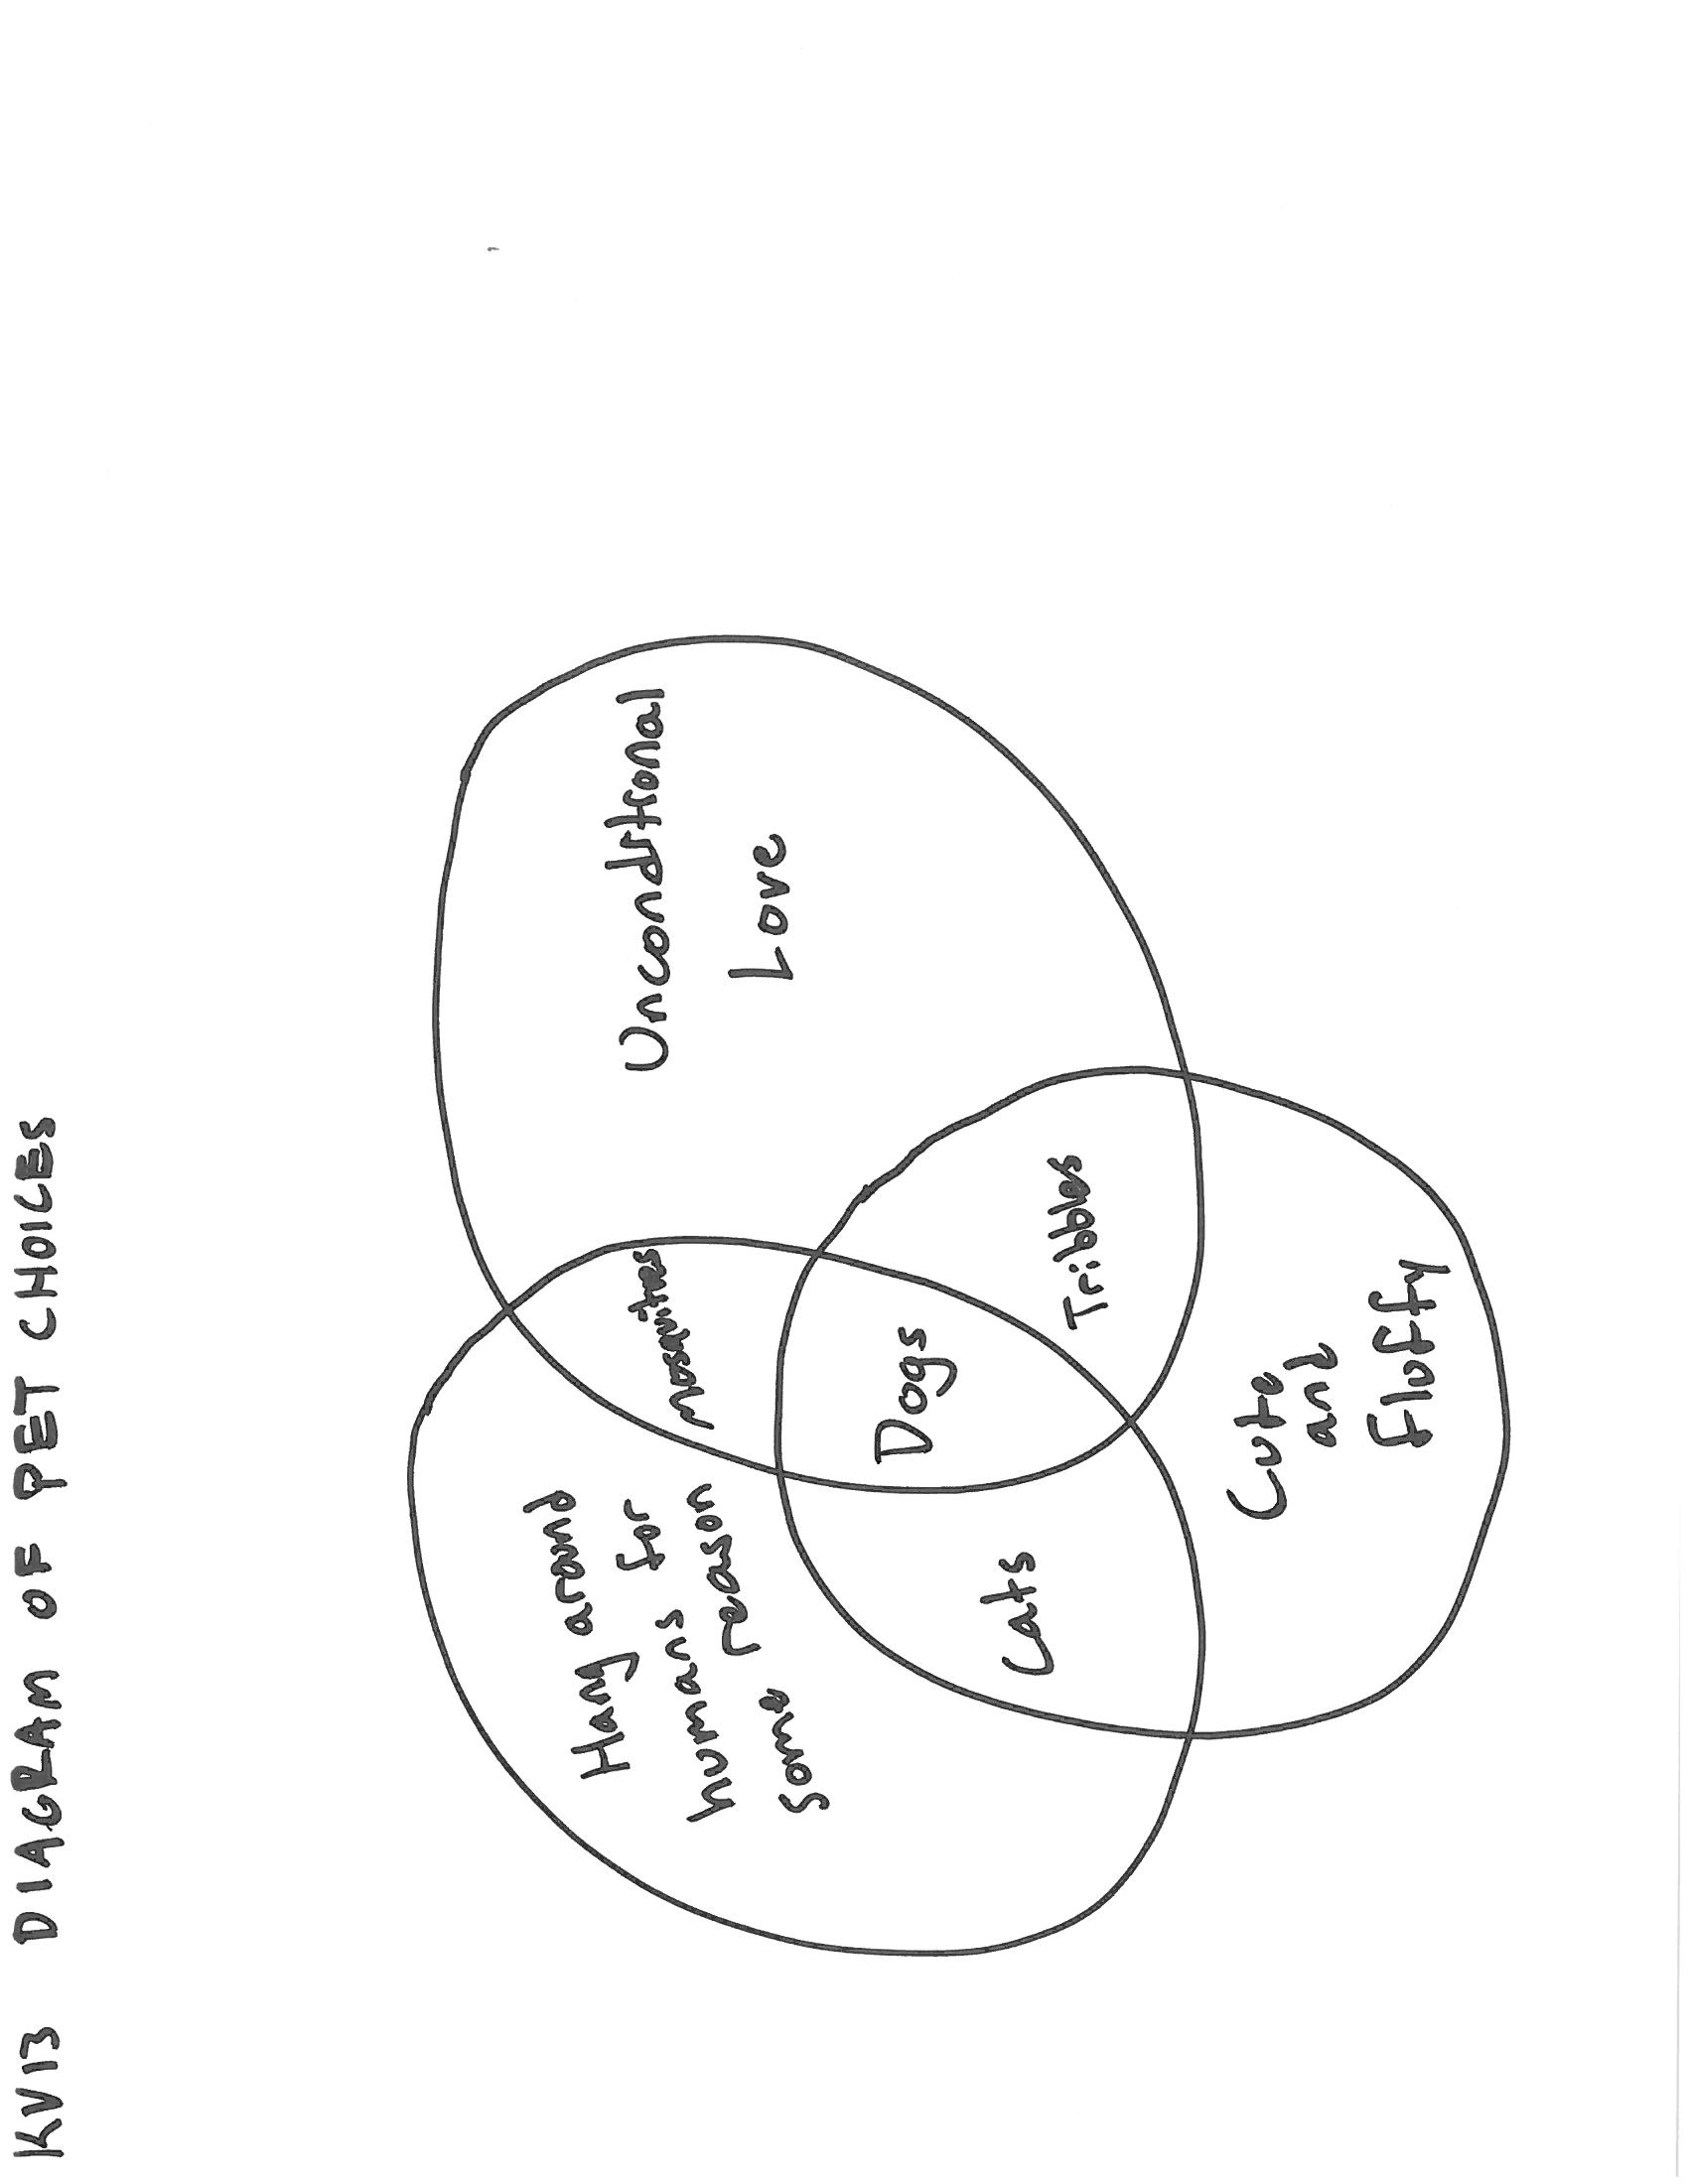 KV13 DIAGRAM OF PET CHOICES
Unconditional
Love
Hang around
humans for
some reason
Mosquitoes
Dogs
Tribbles
Cats
Cute
and
fluffy